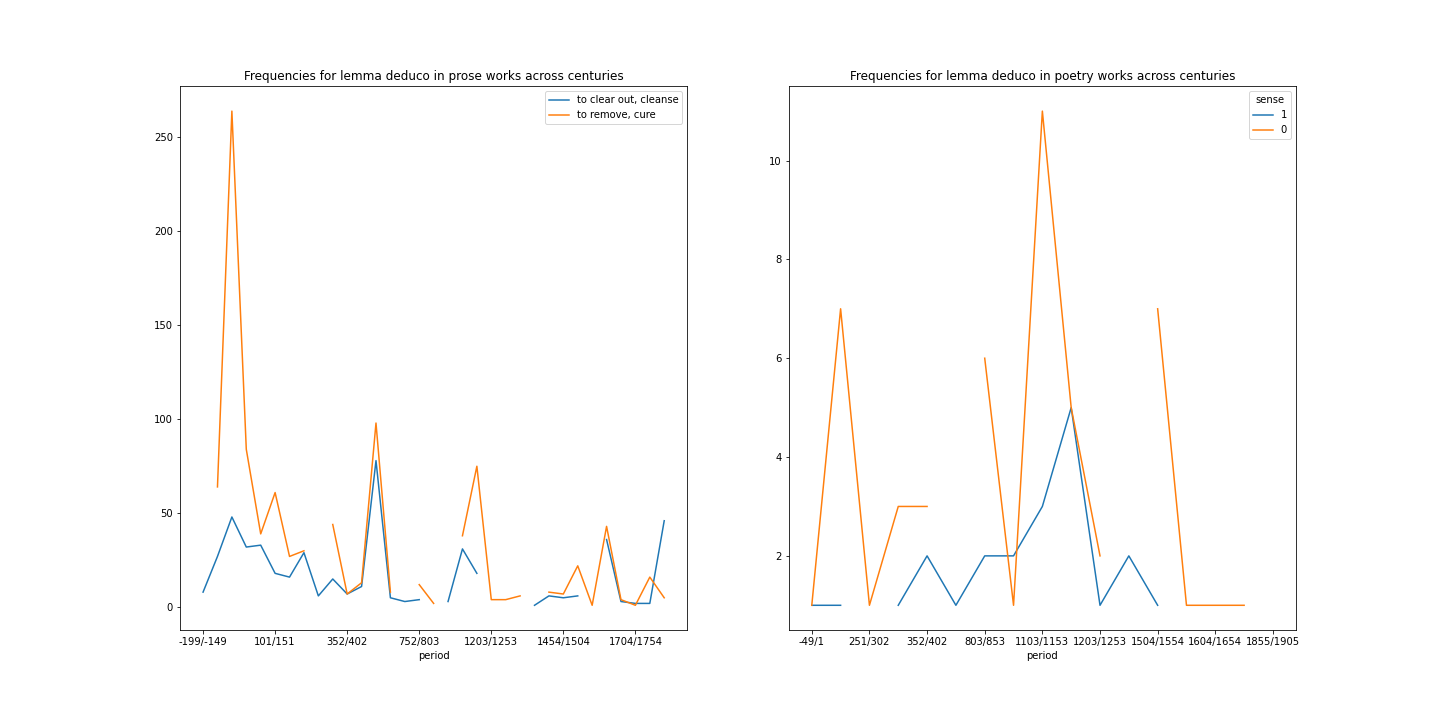 Frequencies for lemma deduco in prose works across centuries
to clear out, cleanse
to remove, cure
250
200
150
100
50
0
-199/-149 101/151 352/402 752/803 1203/1253 1454/1504 1704/1754
period
Frequencies for lemma deduco in poetry works across centuries
sense
1
0
10
8
6
4
2
-49/1 251/302 352/402 803/853 1103/1153 1203/1253 1504/1554 1604/1654 1855/1905
period